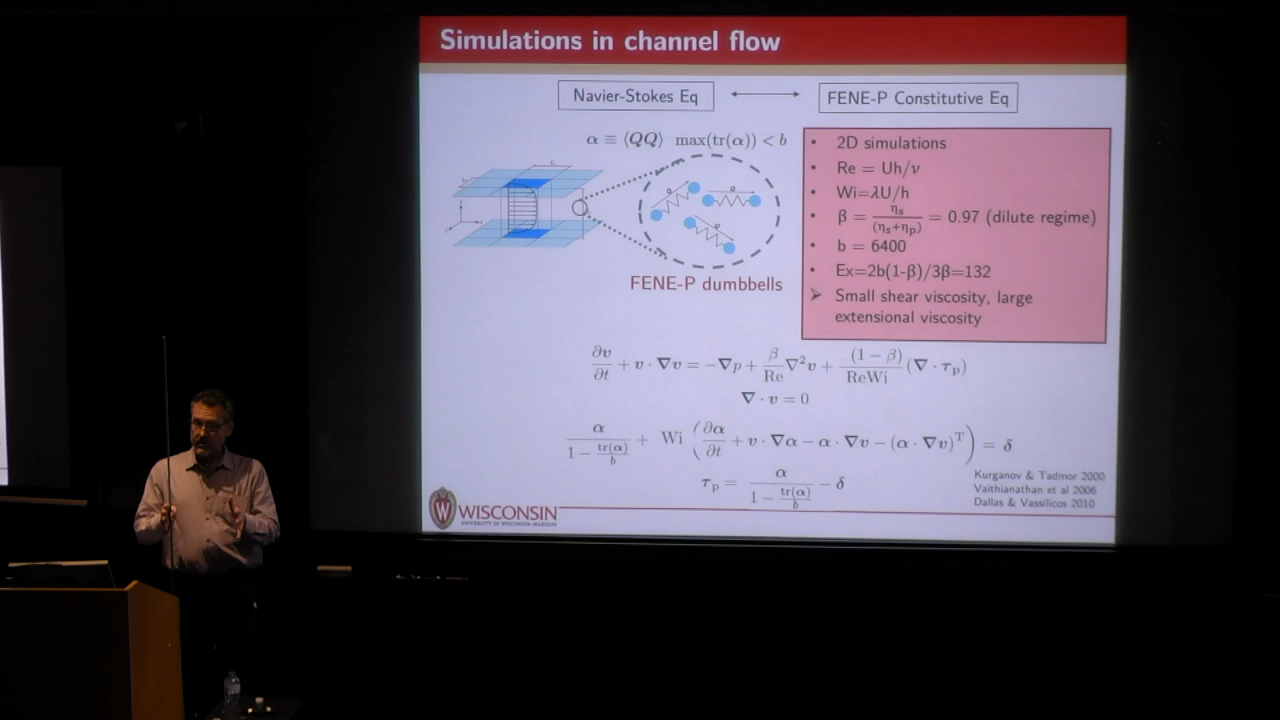 Simulations in channel flow
Navier-Stokes Eq
FENE-P Constitutive Eq
α ≡ ⟨QQ⟩ max(tr(α)) < b
FENE-P dumbbells
• 2D simulations
• Re = Uh/ν
• Wi=λU/h
• β = ηs/(ηs+ηp) = 0.97 (dilute regime)
• b = 6400
• Ex=2b(1-β)/3β=132
➤ Small shear viscosity, large
extensional viscosity
∂v/∂t + v · ∇v = −∇p + β/Re ∇²v + (1 − β)/ReWi (∇ · τp)
∇ · v = 0
α/(1 − tr(α)/b) + Wi (∂α/∂t + v · ∇α − α · ∇v − (α · ∇v)ᵀ) = δ
τp = α/(1 − tr(α)/b) − δ
Kurganov & Tadmor 2000
Vaithianathan et al 2006
Dallas & Vassilicos 2010
W
WISCONSIN
UNIVERSITY OF WISCONSIN-MADISON